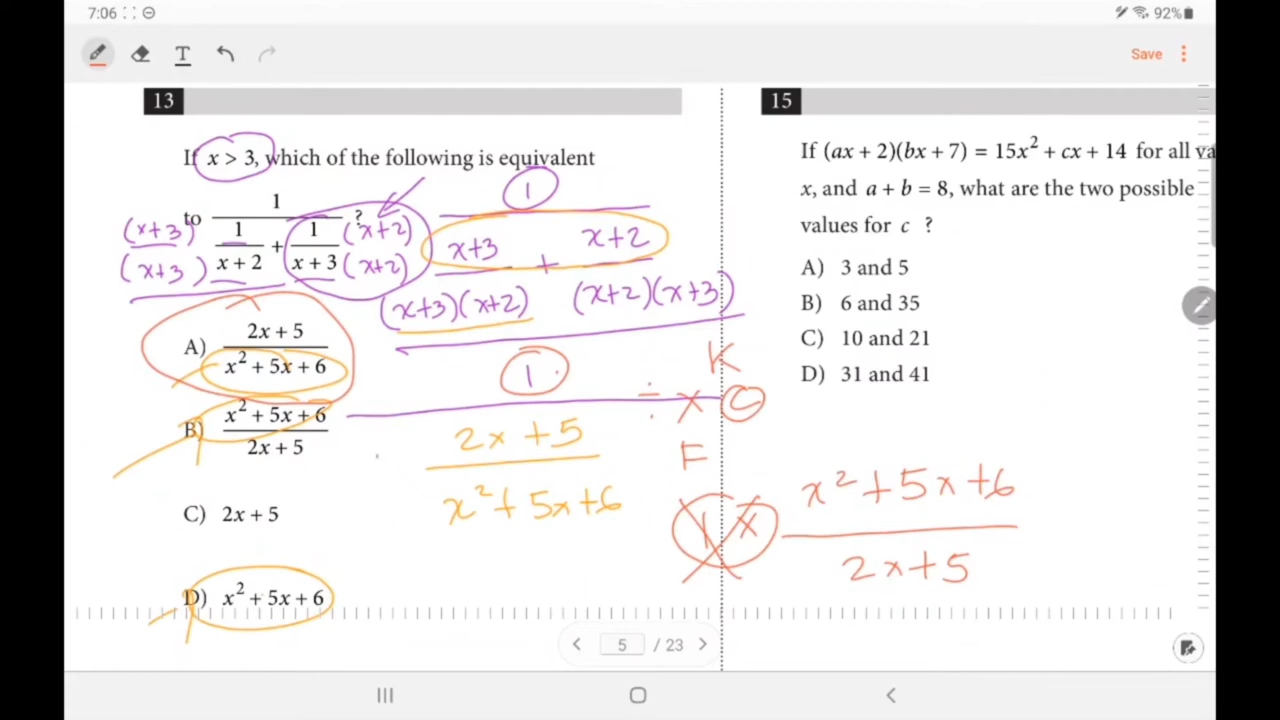 7:06
92%
T
Save
13
If x > 3, which of the following is equivalent
to 1 / (1/(x + 2) + 1/(x + 3)) ?
(x+3)
(x+3)
(x+2)
(x+2)
1
x+3 + x+2
(x+3)(x+2) (x+2)(x+3)
A) 2x + 5 / x² + 5x + 6
B) x² + 5x + 6 / 2x + 5
C) 2x + 5
D) x² + 5x + 6
1
2x + 5
x² + 5x + 6
K
÷ x C
F
1 x
x² + 5x + 6
2x + 5
15
If (ax + 2)(bx + 7) = 15x² + cx + 14 for all va
x, and a + b = 8, what are the two possible
values for c ?
A) 3 and 5
B) 6 and 35
C) 10 and 21
D) 31 and 41
5 / 23